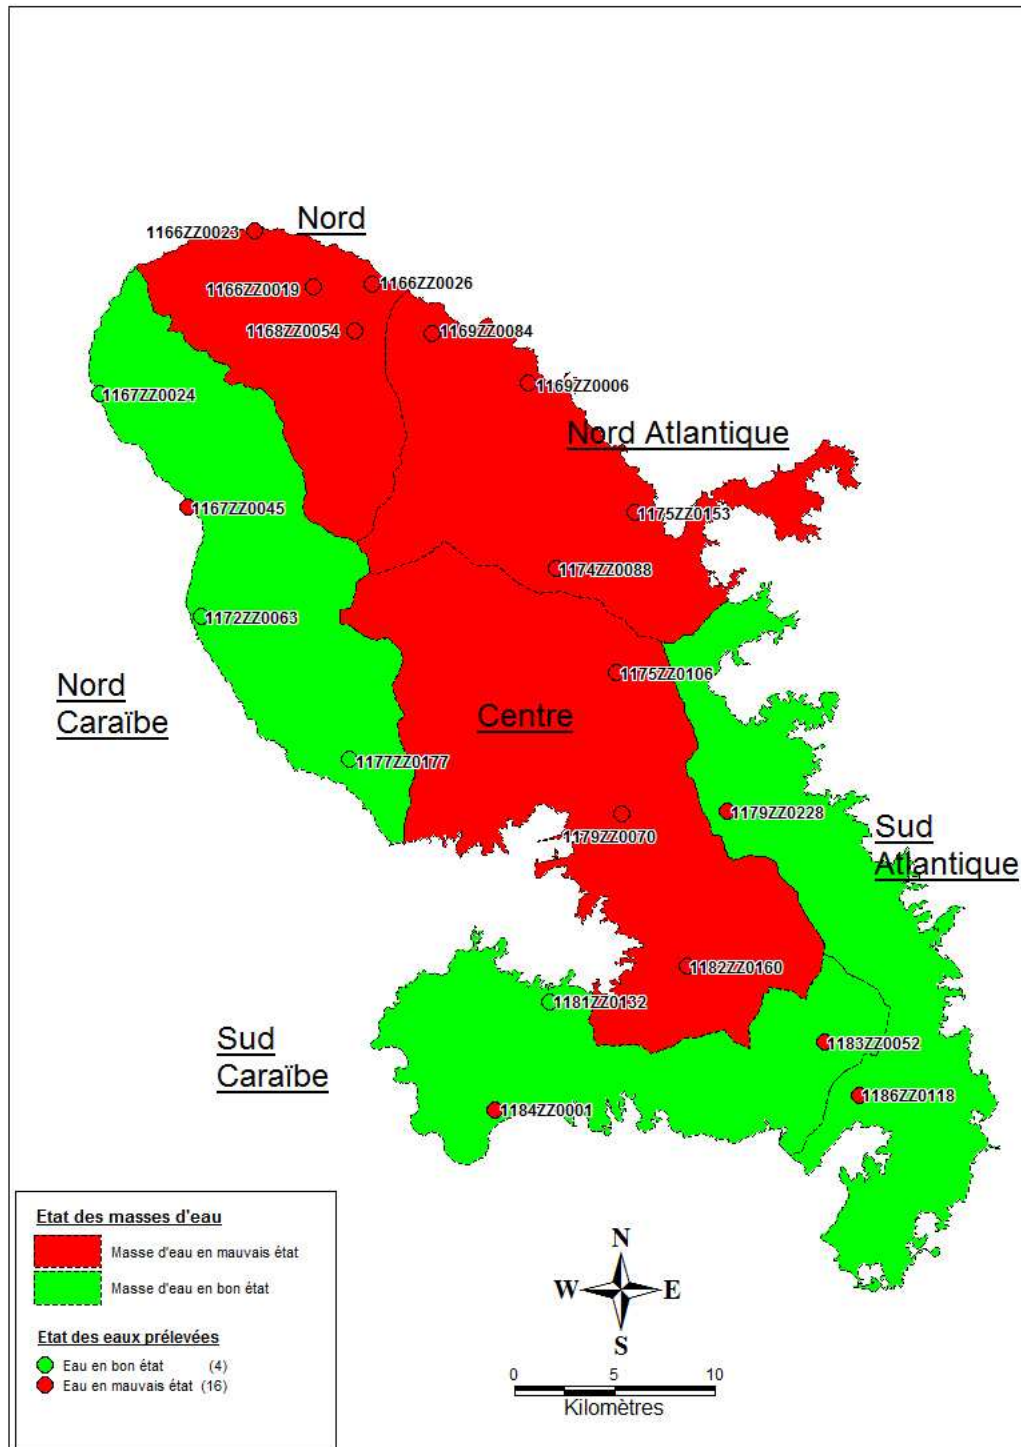 Nord
1166ZZ0023
1166ZZ0019
1166ZZ0026
1168ZZ0054
1169ZZ0084
1169ZZ0006
1167ZZ0024
Nord Atlantique
1167ZZ0045
1175ZZ0153
1174ZZ0088
1172ZZ0063
1175ZZ0106
Nord
Caraïbe
Centre
1177ZZ0177
1179ZZ0228
1179ZZ0070
Sud
Atlantique
1182ZZ0160
1181ZZ0132
Sud
Caraïbe
1183ZZ0052
1186ZZ0118
1184ZZ0001
Etat des masses d'eau
Masse d'eau en mauvais état
Masse d'eau en bon état
Etat des eaux prélevées
Eau en bon état (4)
Eau en mauvais état (16)
N
W E
S
0 5 10
Kilomètres